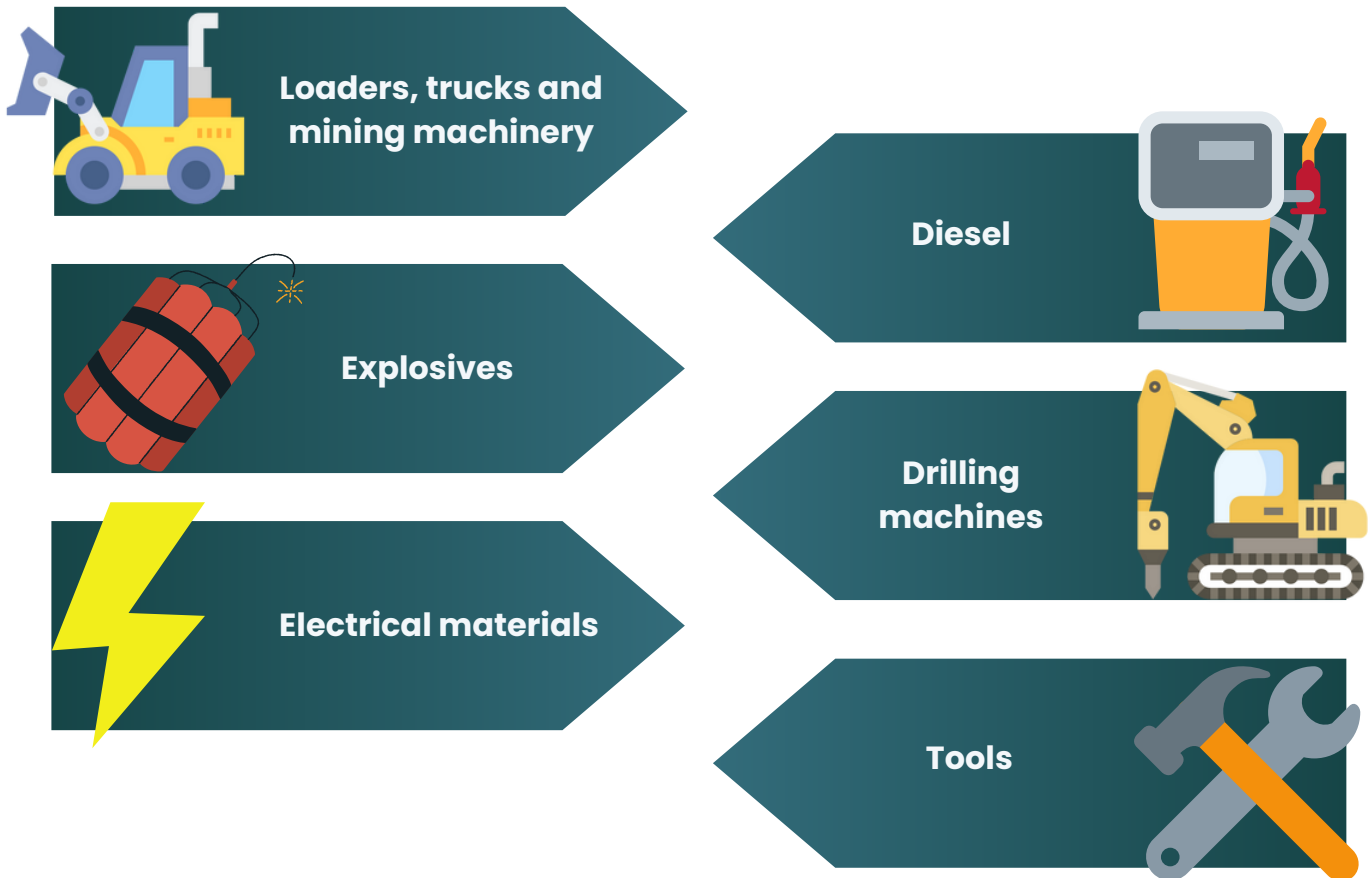 Loaders, trucks and
mining machinery
Diesel
Explosives
Drilling
machines
Electrical materials
Tools